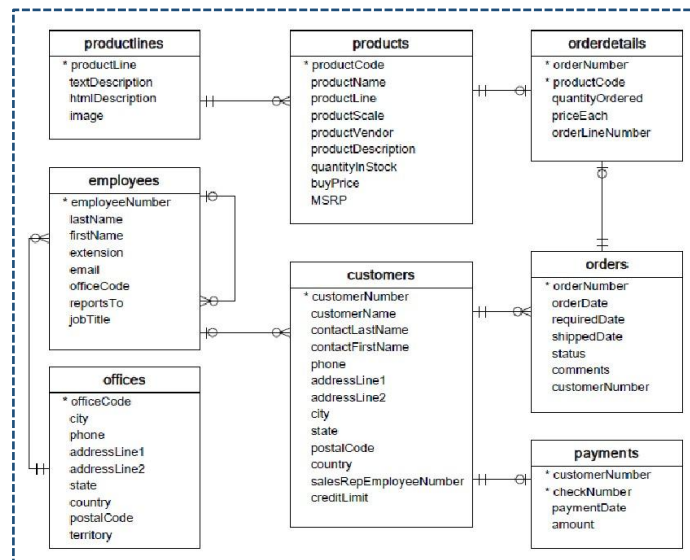 productlines
* productLine
textDescription
htmlDescription
image
products
* productCode
productName
productLine
productScale
productVendor
productDescription
quantityInStock
buyPrice
MSRP
orderdetails
* orderNumber
* productCode
quantityOrdered
priceEach
orderLineNumber
employees
* employeeNumber
lastName
firstName
extension
email
officeCode
reportsTo
jobTitle
customers
* customerNumber
customerName
contactLastName
contactFirstName
phone
addressLine1
addressLine2
city
state
postalCode
country
salesRepEmployeeNumber
creditLimit
orders
* orderNumber
orderDate
requiredDate
shippedDate
status
comments
customerNumber
offices
* officeCode
city
phone
addressLine1
addressLine2
state
country
postalCode
territory
payments
* customerNumber
* checkNumber
paymentDate
amount